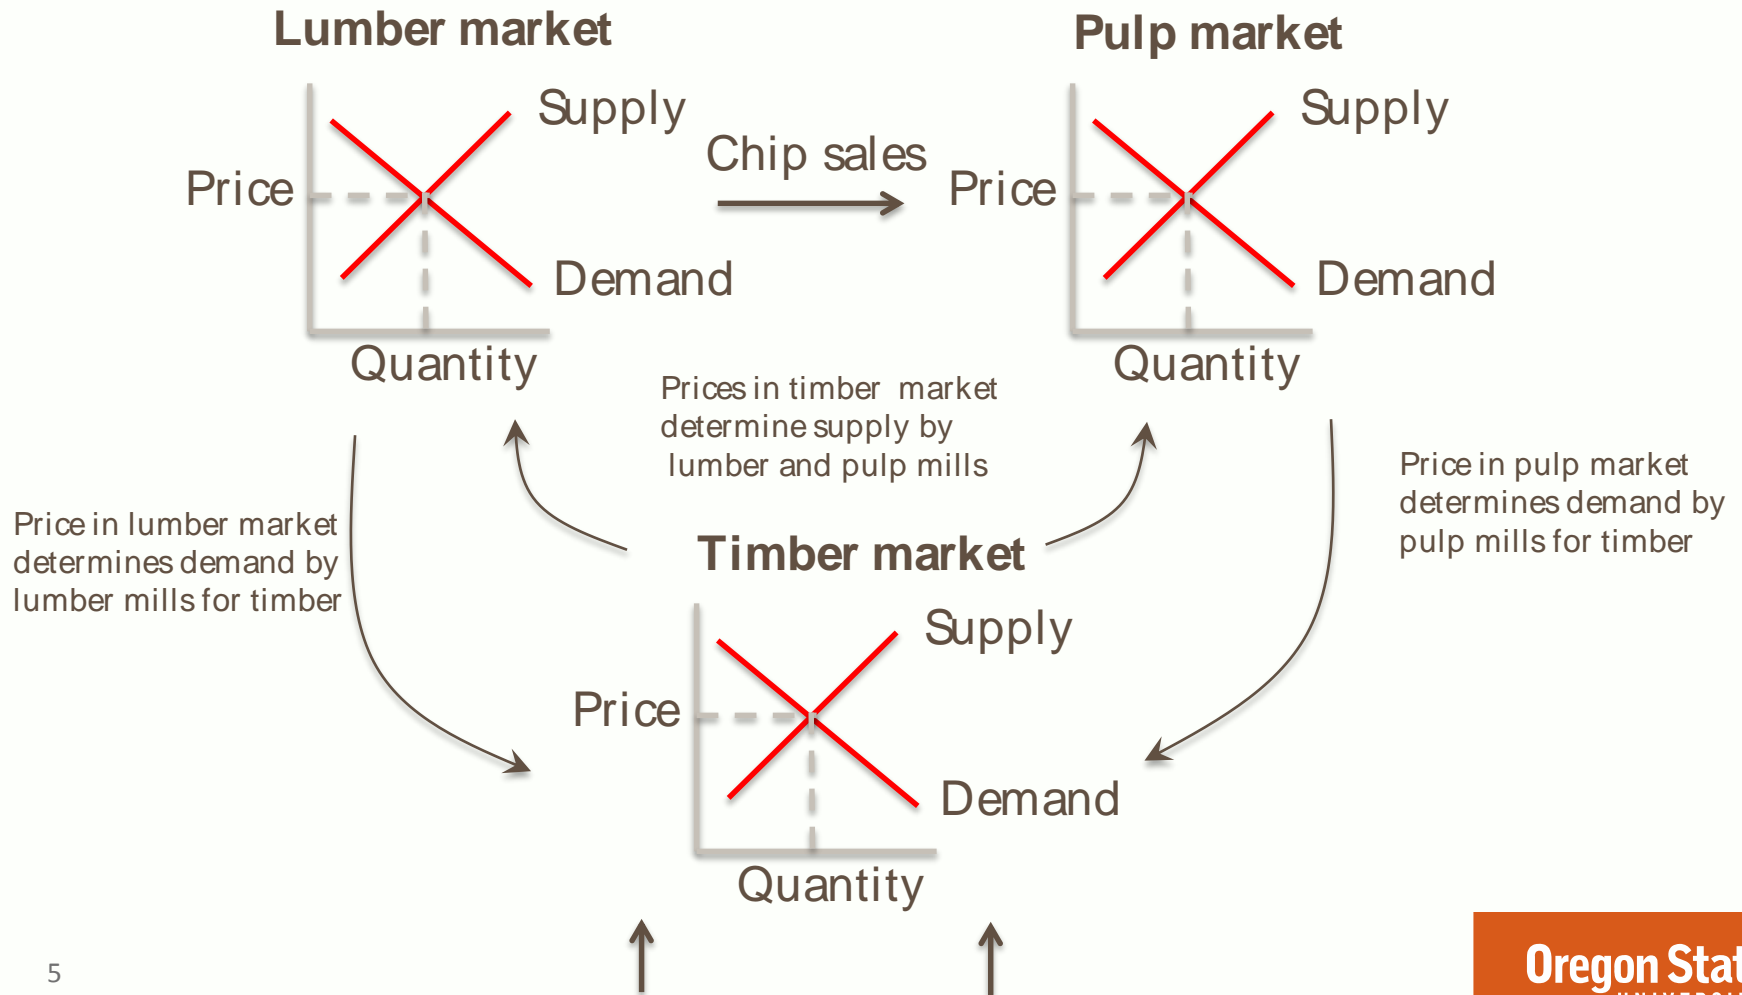 Lumber market
Pulp market
Supply
Supply
Chip sales
Price
Price
Demand
Demand
Quantity
Quantity
Prices in timber market
determine supply by
lumber and pulp mills
Price in pulp market
determines demand by
pulp mills for timber
Price in lumber market
determines demand by
lumber mills for timber
Timber market
Supply
Price
Demand
Quantity
5
Oregon Stat